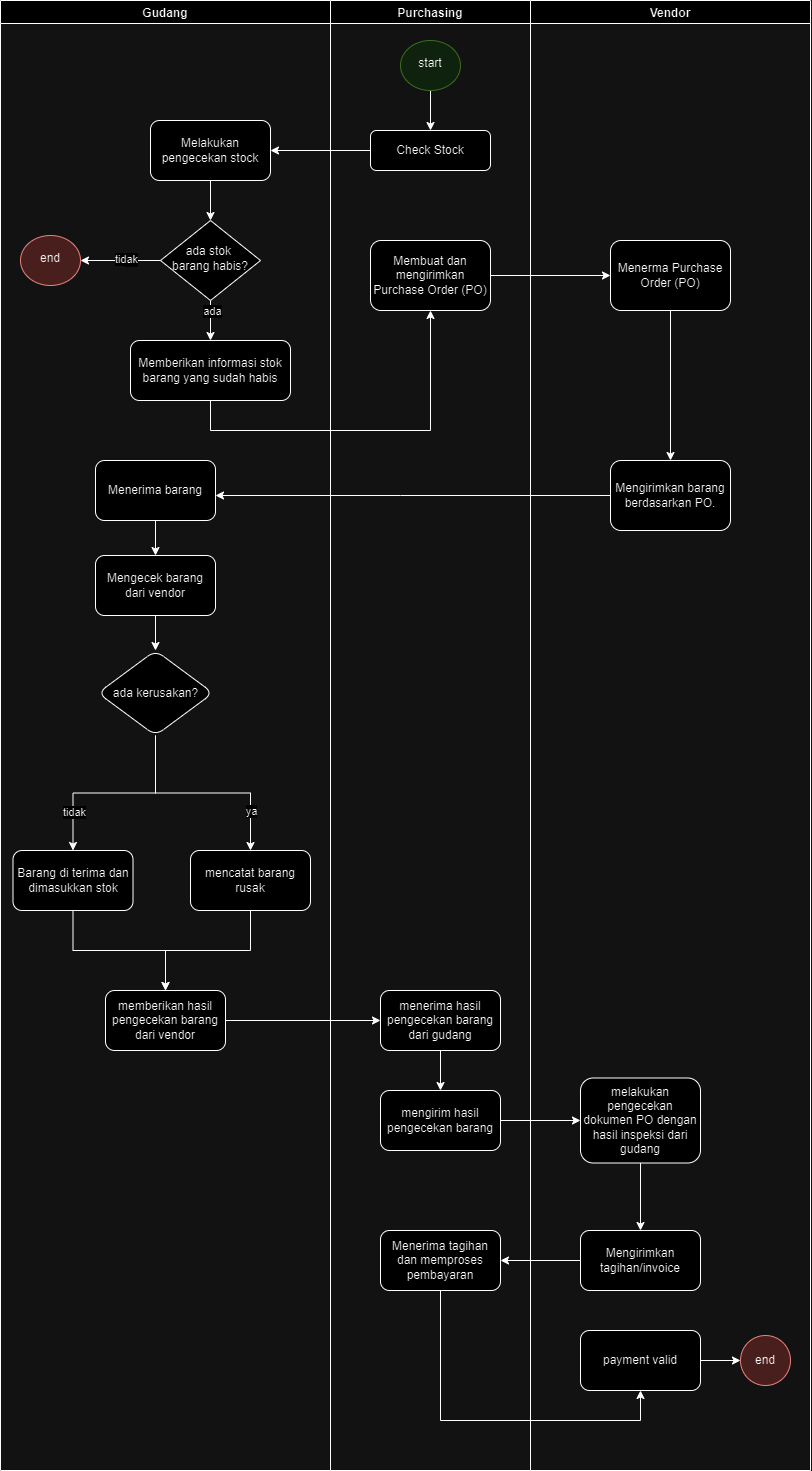 Gudang
Purchasing
Vendor
start
Check Stock
Melakukan
pengecekan stock
ada stok
barang habis?
tidak
end
ada
Memberikan informasi stok
barang yang sudah habis
Membuat dan
mengirimkan
Purchase Order (PO)
Menerma Purchase
Order (PO)
Mengirimkan barang
berdasarkan PO.
Menerima barang
Mengecek barang
dari vendor
ada kerusakan?
tidak
ya
Barang di terima dan
dimasukkan stok
mencatat barang
rusak
memberikan hasil
pengecekan barang
dari vendor
menerima hasil
pengecekan barang
dari gudang
mengirim hasil
pengecekan barang
melakukan
pengecekan
dokumen PO dengan
hasil inspeksi dari
gudang
Mengirimkan
tagihan/invoice
Menerima tagihan
dan memproses
pembayaran
payment valid
end